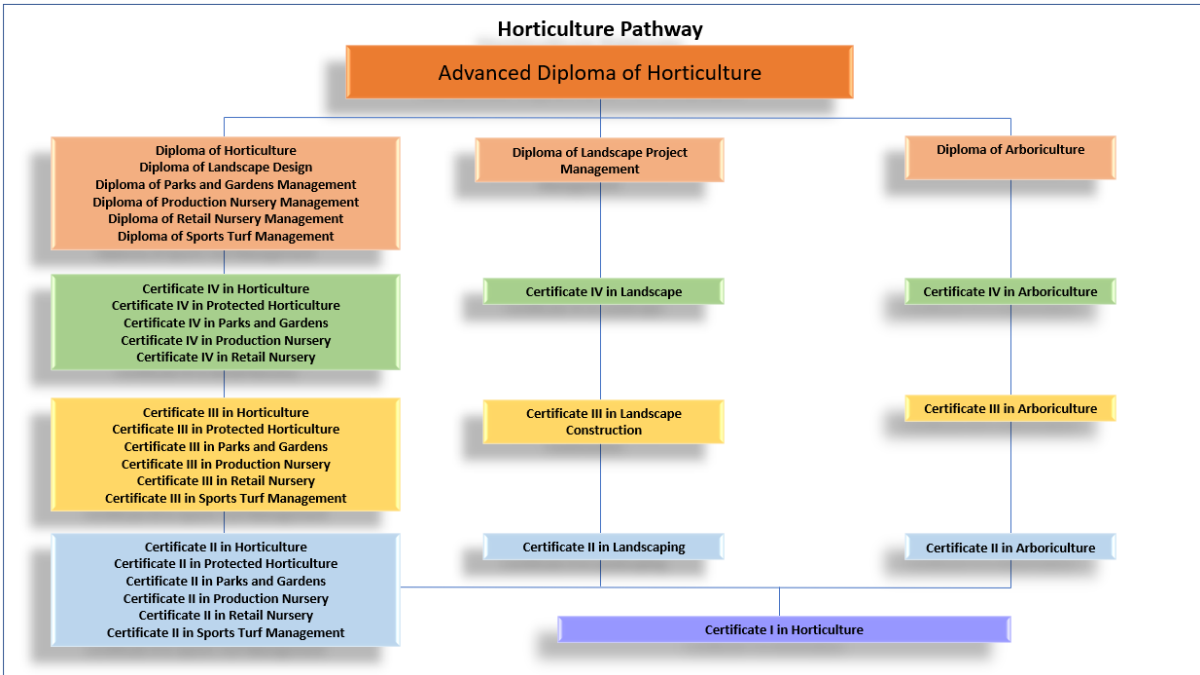 Horticulture Pathway
Advanced Diploma of Horticulture
Diploma of Horticulture
Diploma of Landscape Design
Diploma of Parks and Gardens Management
Diploma of Production Nursery Management
Diploma of Retail Nursery Management
Diploma of Sports Turf Management
Diploma of Landscape Project
Management
Diploma of Arboriculture
Certificate IV in Horticulture
Certificate IV in Protected Horticulture
Certificate IV in Parks and Gardens
Certificate IV in Production Nursery
Certificate IV in Retail Nursery
Certificate IV in Landscape
Certificate IV in Arboriculture
Certificate III in Horticulture
Certificate III in Protected Horticulture
Certificate III in Parks and Gardens
Certificate III in Production Nursery
Certificate III in Retail Nursery
Certificate III in Sports Turf Management
Certificate III in Landscape
Construction
Certificate III in Arboriculture
Certificate II in Horticulture
Certificate II in Protected Horticulture
Certificate II in Parks and Gardens
Certificate II in Production Nursery
Certificate II in Retail Nursery
Certificate II in Sports Turf Management
Certificate II in Landscaping
Certificate II in Arboriculture
Certificate I in Horticulture